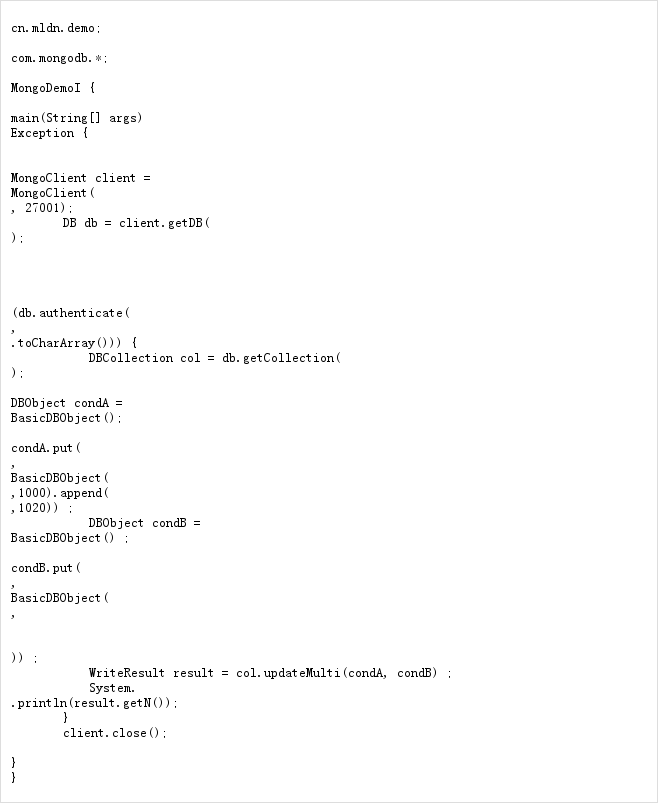 cn.mldn.demo;
com.mongodb.*;
MongoDemoI {
main(String[] args)
Exception {
MongoClient client =
MongoClient(
, 27001);
DB db = client.getDB(
);
(db.authenticate(
,
.toCharArray())) {
DBCollection col = db.getCollection(
);
DBObject condA =
BasicDBObject();
condA.put(
,
BasicDBObject(
,1000).append(
,1020)) ;
DBObject condB =
BasicDBObject() ;
condB.put(
,
BasicDBObject(
,
)) ;
WriteResult result = col.updateMulti(condA, condB) ;
System.
.println(result.getN());
}
client.close();
}
}